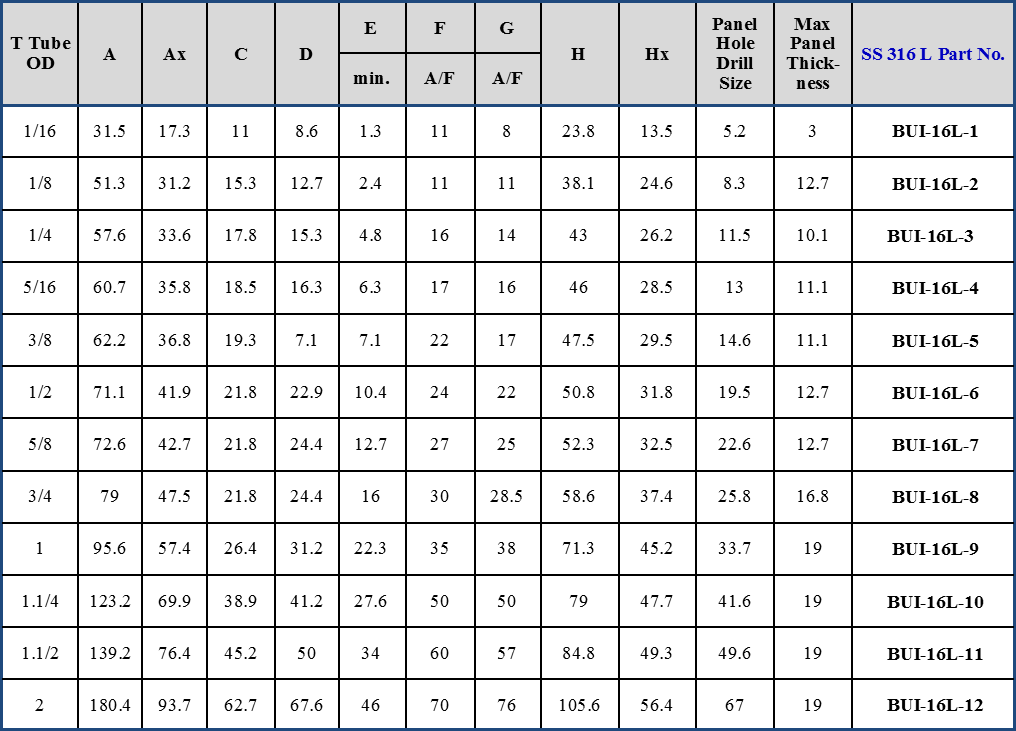 T Tube OD | A | Ax | C | D | E min. | F A/F | G A/F | H | Hx | Panel Hole Drill Size | Max Panel Thick-ness | SS 316 L Part No.
1/16 | 31.5 | 17.3 | 11 | 8.6 | 1.3 | 11 | 8 | 23.8 | 13.5 | 5.2 | 3 | BUI-16L-1
1/8 | 51.3 | 31.2 | 15.3 | 12.7 | 2.4 | 11 | 11 | 38.1 | 24.6 | 8.3 | 12.7 | BUI-16L-2
1/4 | 57.6 | 33.6 | 17.8 | 15.3 | 4.8 | 16 | 14 | 43 | 26.2 | 11.5 | 10.1 | BUI-16L-3
5/16 | 60.7 | 35.8 | 18.5 | 16.3 | 6.3 | 17 | 16 | 46 | 28.5 | 13 | 11.1 | BUI-16L-4
3/8 | 62.2 | 36.8 | 19.3 | 7.1 | 7.1 | 22 | 17 | 47.5 | 29.5 | 14.6 | 11.1 | BUI-16L-5
1/2 | 71.1 | 41.9 | 21.8 | 22.9 | 10.4 | 24 | 22 | 50.8 | 31.8 | 19.5 | 12.7 | BUI-16L-6
5/8 | 72.6 | 42.7 | 21.8 | 24.4 | 12.7 | 27 | 25 | 52.3 | 32.5 | 22.6 | 12.7 | BUI-16L-7
3/4 | 79 | 47.5 | 21.8 | 24.4 | 16 | 30 | 28.5 | 58.6 | 37.4 | 25.8 | 16.8 | BUI-16L-8
1 | 95.6 | 57.4 | 26.4 | 31.2 | 22.3 | 35 | 38 | 71.3 | 45.2 | 33.7 | 19 | BUI-16L-9
1.1/4 | 123.2 | 69.9 | 38.9 | 41.2 | 27.6 | 50 | 50 | 79 | 47.7 | 41.6 | 19 | BUI-16L-10
1.1/2 | 139.2 | 76.4 | 45.2 | 50 | 34 | 60 | 57 | 84.8 | 49.3 | 49.6 | 19 | BUI-16L-11
2 | 180.4 | 93.7 | 62.7 | 67.6 | 46 | 70 | 76 | 105.6 | 56.4 | 67 | 19 | BUI-16L-12